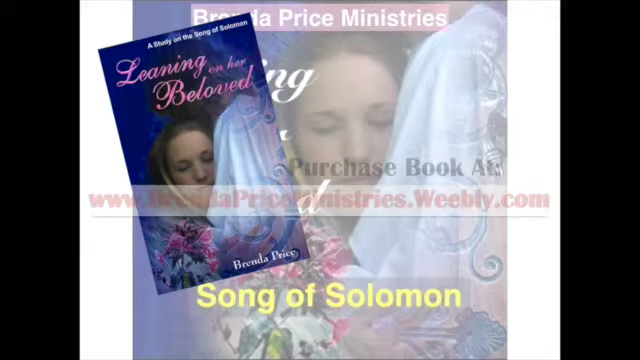 Brenda Price Ministries
A Study on the Song of Solomon
Leaning on her
Beloved
ing
Purchase Book At:
www.BrendaPriceMinistries.Weebly.com
d
Brenda Price
Song of Solomon